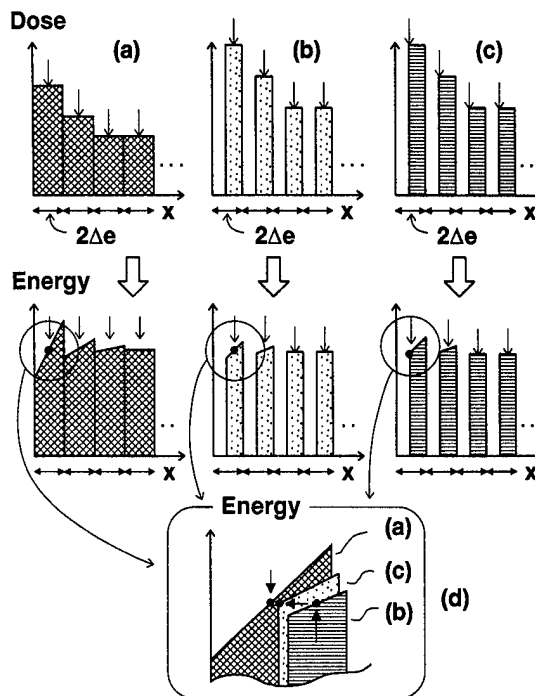 Dose
(a) (b) (c)
... ... ...
X X X
2Δe 2Δe 2Δe
Energy
.. .. ..
X X X
Energy
(a)
(c)
(b)
(d)